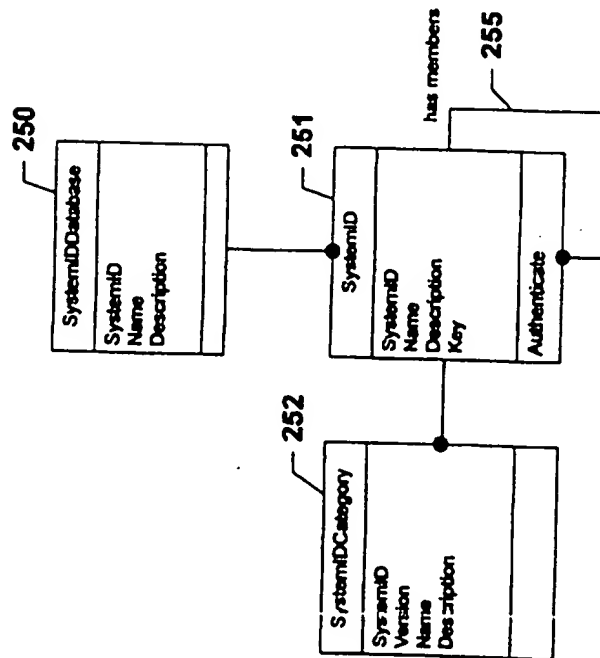 250
SystemIDDatabase
SystemID
Name
Description
251
SystemID
SystemID
Name
Description
Key
Authenticate
has members
255
252
SystemIDCategory
SystemID
Version
Name
Description